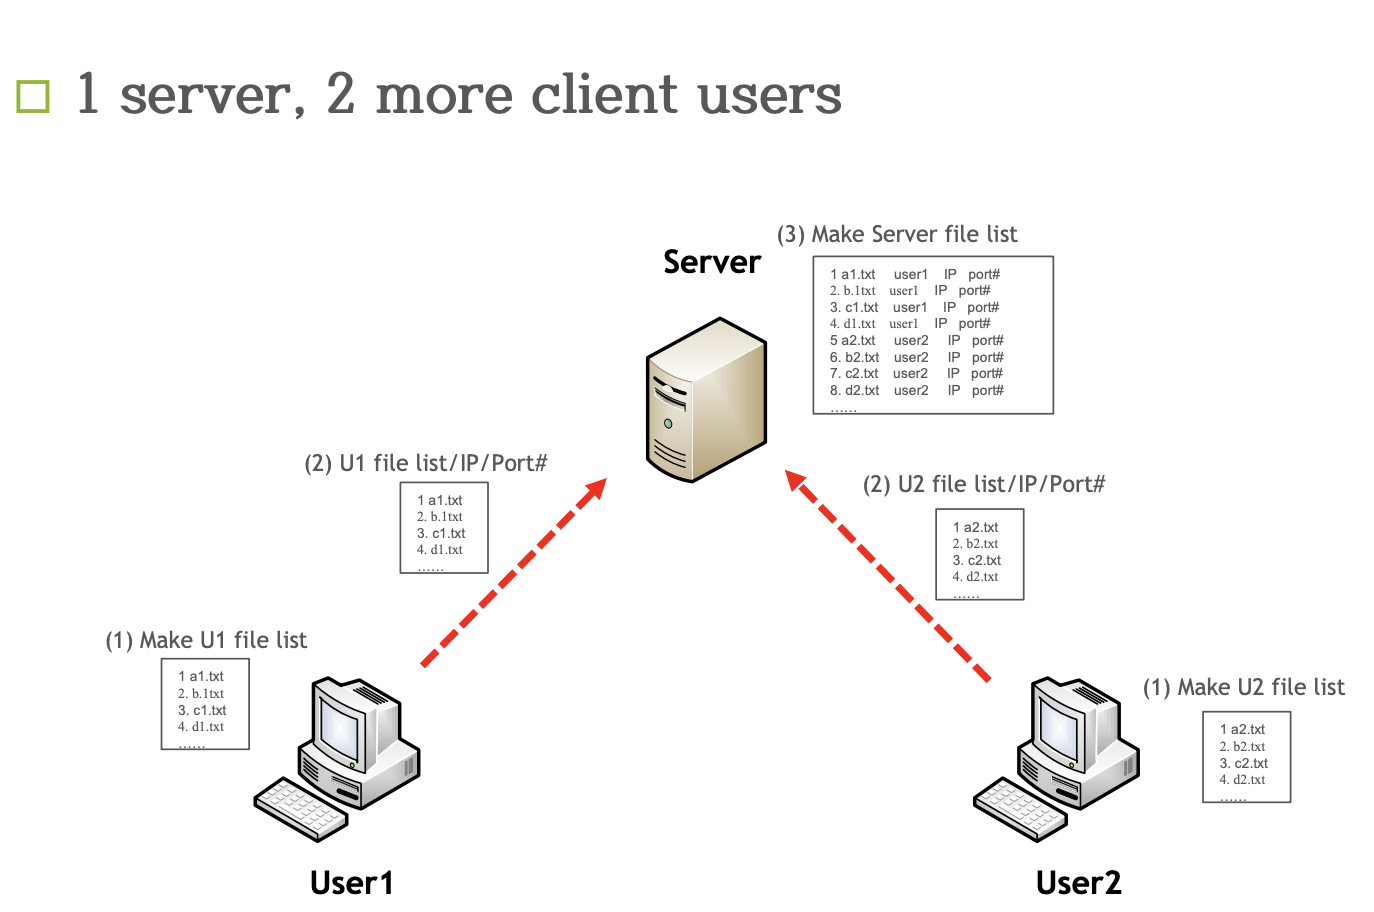 1 server, 2 more client users
(3) Make Server file list
Server
1 a1.txt user1 IP port#
2. b.1txt user1 IP port#
3. c1.txt user1 IP port#
4. d1.txt user1 IP port#
5 a2.txt user2 IP port#
6. b2.txt user2 IP port#
7. c2.txt user2 IP port#
8. d2.txt user2 IP port#
......
(2) U1 file list/IP/Port#
1 a1.txt
2. b.1txt
3. c1.txt
4. d1.txt
......
(2) U2 file list/IP/Port#
1 a2.txt
2. b2.txt
3. c2.txt
4. d2.txt
......
(1) Make U1 file list
1 a1.txt
2. b.1txt
3. c1.txt
4. d1.txt
......
(1) Make U2 file list
1 a2.txt
2. b2.txt
3. c2.txt
4. d2.txt
......
User1
User2